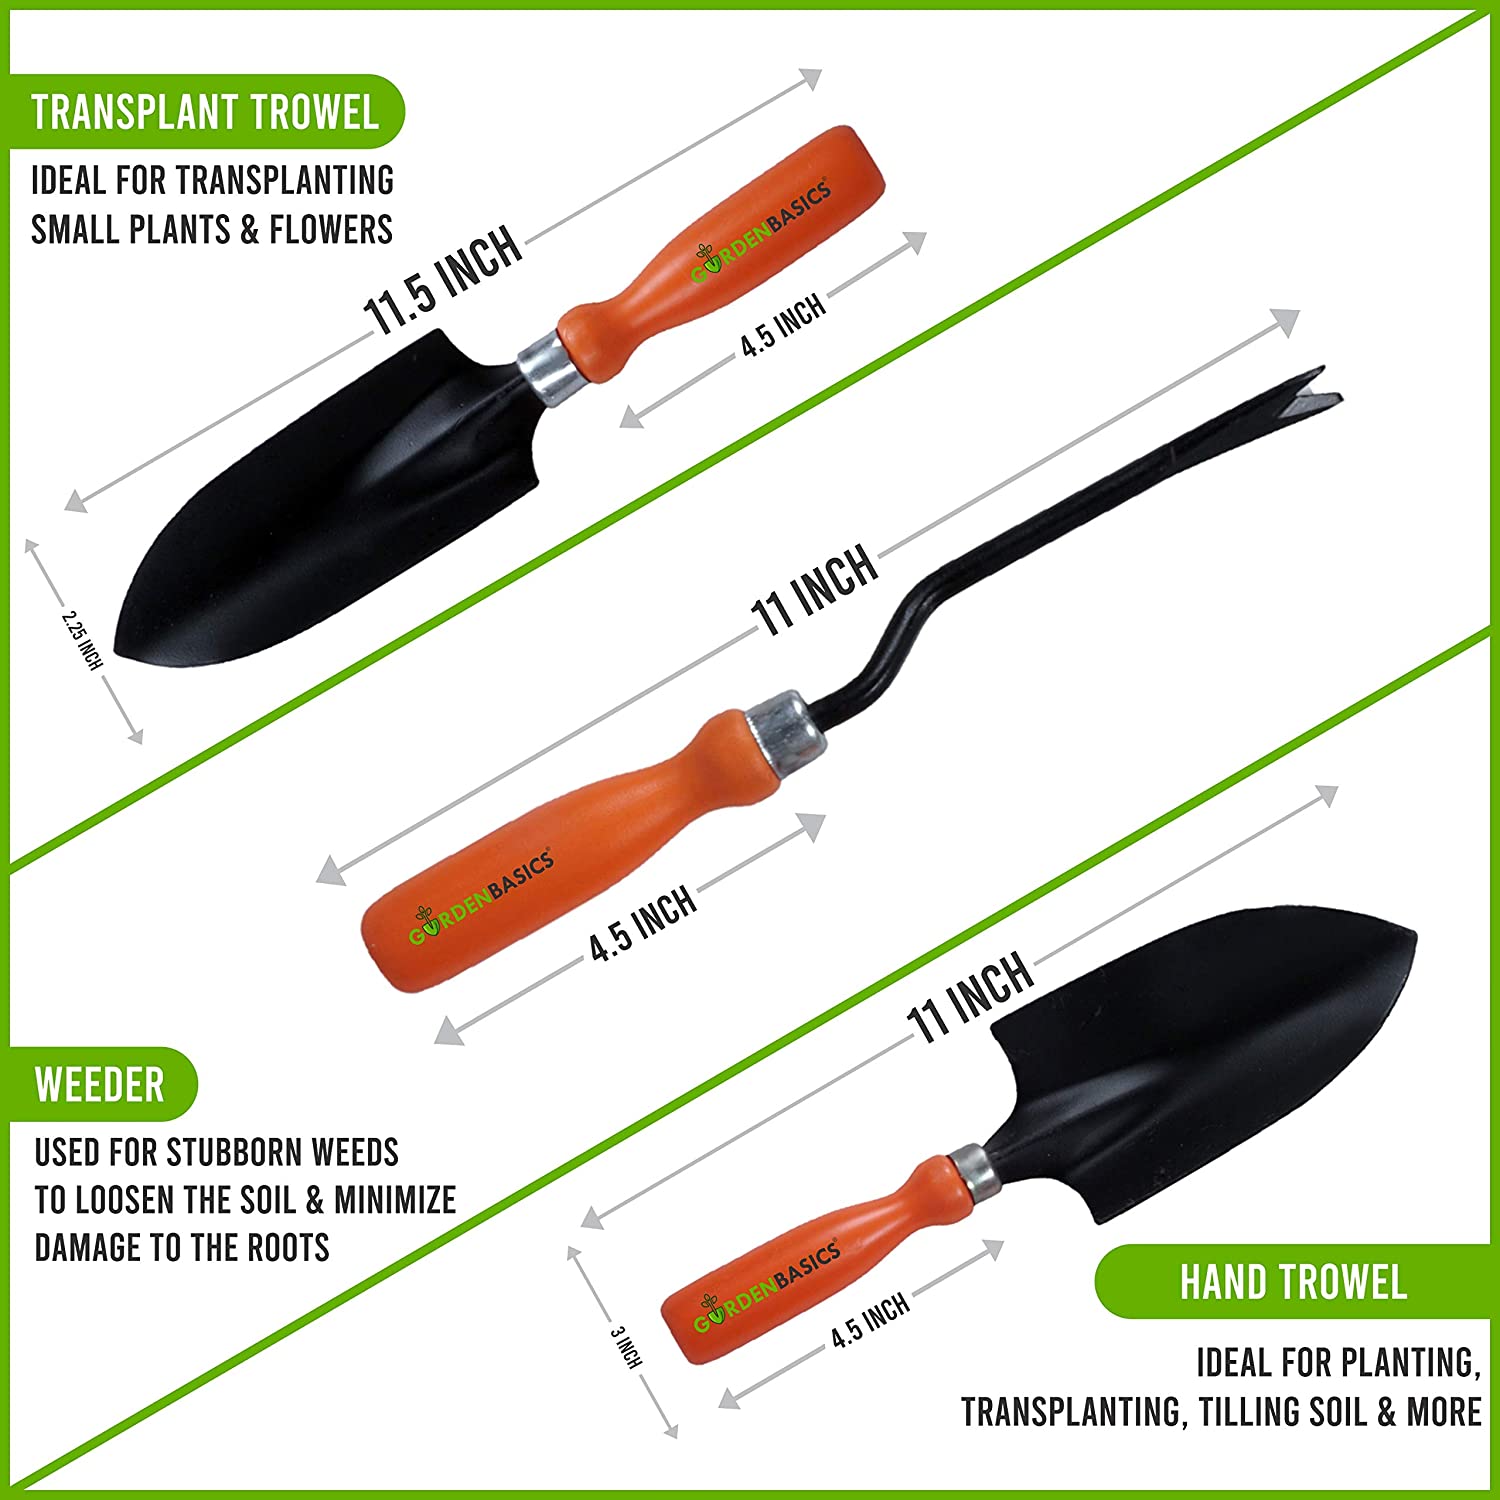 TRANSPLANT TROWEL
IDEAL FOR TRANSPLANTING
SMALL PLANTS & FLOWERS
11.5 INCH
GARDENBASICS®
4.5 INCH
2.25 INCH
11 INCH
GARDENBASICS®
4.5 INCH
WEEDER
USED FOR STUBBORN WEEDS
TO LOOSEN THE SOIL & MINIMIZE
DAMAGE TO THE ROOTS
11 INCH
GARDENBASICS®
4.5 INCH
3 INCH
HAND TROWEL
IDEAL FOR PLANTING,
TRANSPLANTING, TILLING SOIL & MORE